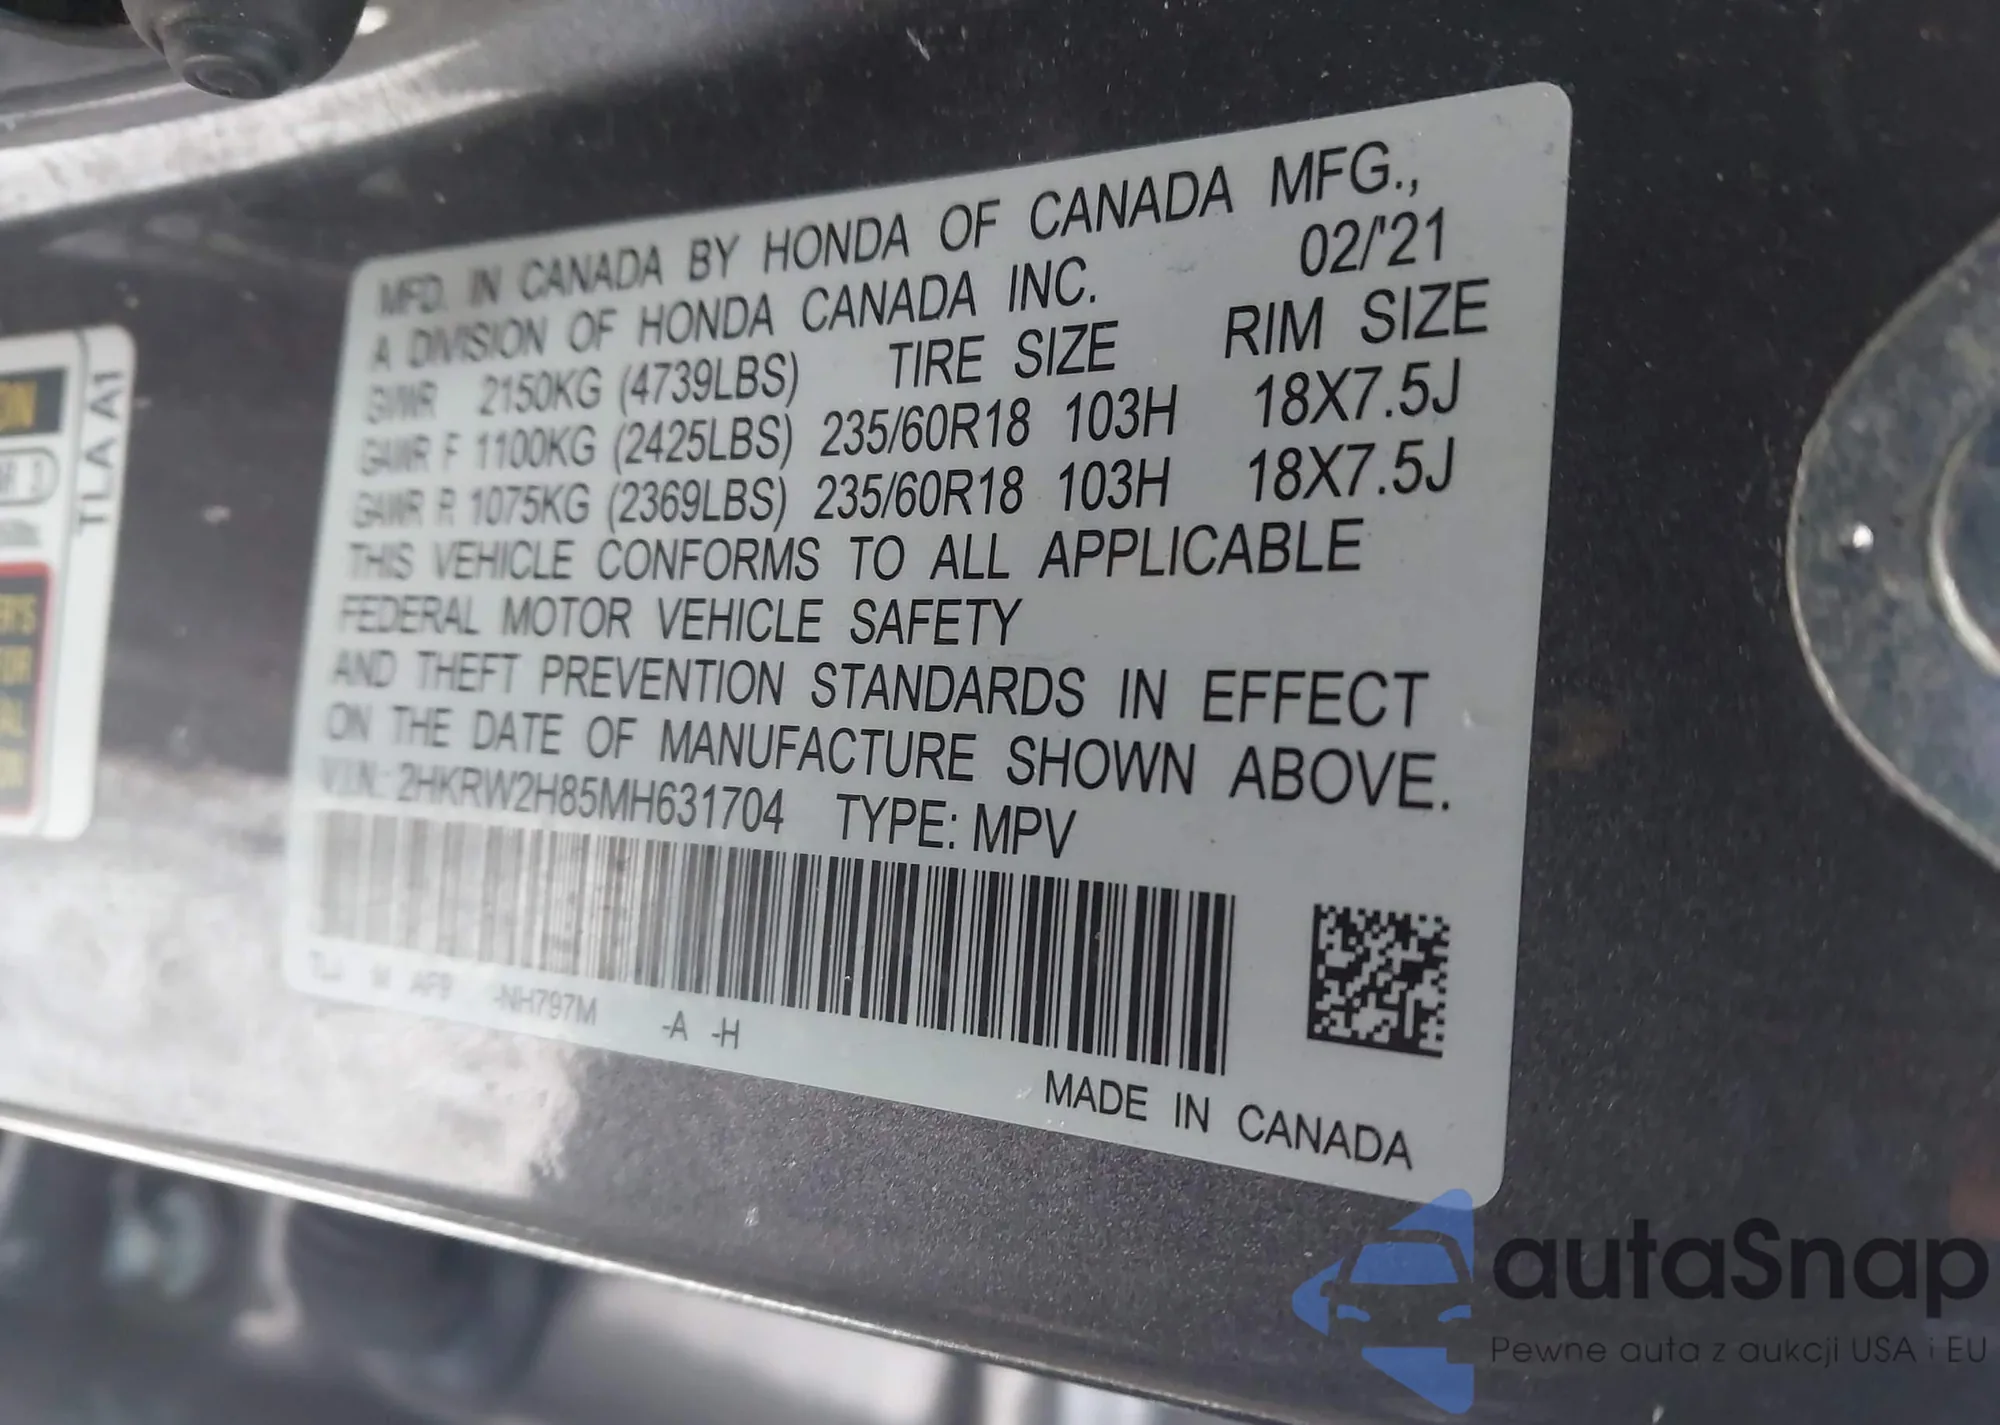 MFD. IN CANADA BY HONDA OF CANADA MFG.,
A DIVISION OF HONDA CANADA INC. 02/'21
GVWR 2150KG (4739LBS) TIRE SIZE RIM SIZE
GAWR F 1100KG (2425LBS) 235/60R18 103H 18X7.5J
GAWR R 1075KG (2369LBS) 235/60R18 103H 18X7.5J
THIS VEHICLE CONFORMS TO ALL APPLICABLE
FEDERAL MOTOR VEHICLE SAFETY
AND THEFT PREVENTION STANDARDS IN EFFECT
ON THE DATE OF MANUFACTURE SHOWN ABOVE.
VIN: 2HKRW2H85MH631704 TYPE: MPV
M AF9 -NH797M -A -H
MADE IN CANADA
TLA A1
autaSnap
Pewne auta z aukcji USA i EU